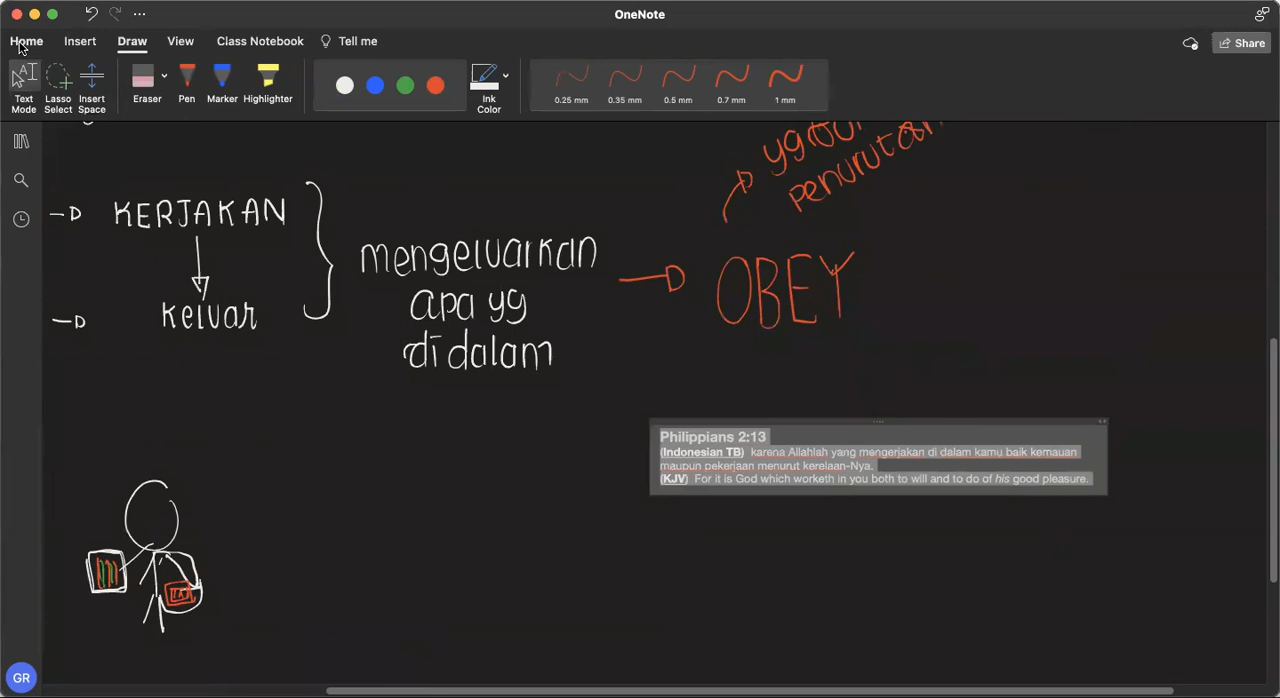 OneNote
Home Insert Draw View Class Notebook Tell me
Share
Text Mode
Lasso Select
Insert Space
Eraser
Pen
Marker
Highlighter
Ink Color
0.25 mm
0.35 mm
0.5 mm
0.7 mm
1 mm
penurutan
KERJAKAN
keluar
mengeluarkan
apa yg
didalam
OBEY
Philippians 2:13
(Indonesian TB) karena Allahlah yang mengerjakan di dalam kamu baik kemauan
maupun pekerjaan menurut kerelaan-Nya.
(KJV) For it is God which worketh in you both to will and to do of his good pleasure.
GR